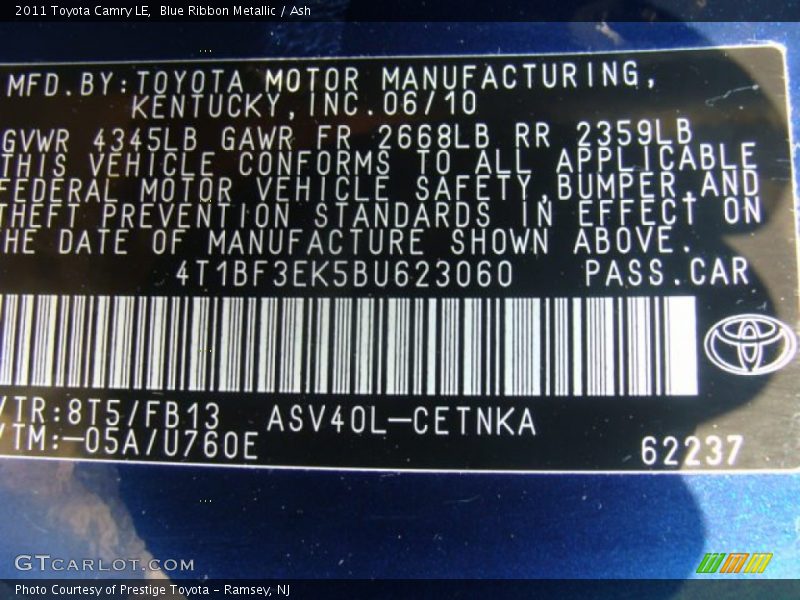 2011 Toyota Camry LE,  Blue Ribbon Metallic / Ash
MFD.BY:TOYOTA MOTOR MANUFACTURING,
KENTUCKY,INC.06/10
GVWR 4345LB GAWR FR 2668LB RR 2359LB
THIS VEHICLE CONFORMS TO ALL APPLICABLE
FEDERAL MOTOR VEHICLE SAFETY,BUMPER,AND
THEFT PREVENTION STANDARDS IN EFFECT ON
HE DATE OF MANUFACTURE SHOWN ABOVE.
4T1BF3EK5BU623060 PASS.CAR
/TR:8T5/FB13 ASV40L-CETNKA
/TM:-05A/U760E
62237
GTCARLOT.COM
Photo Courtesy of Prestige Toyota - Ramsey, NJ